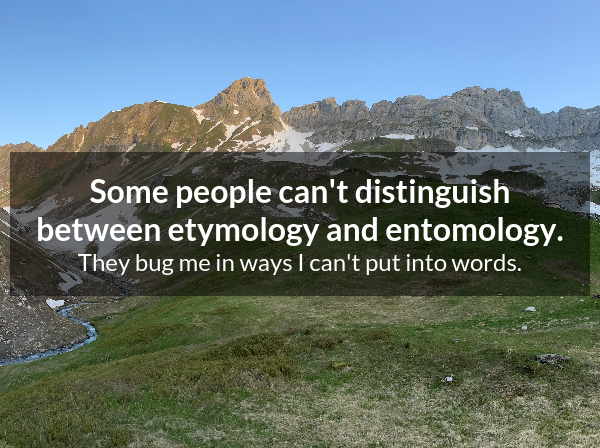 Some people can't distinguish
between etymology and entomology.
They bug me in ways I can't put into words.